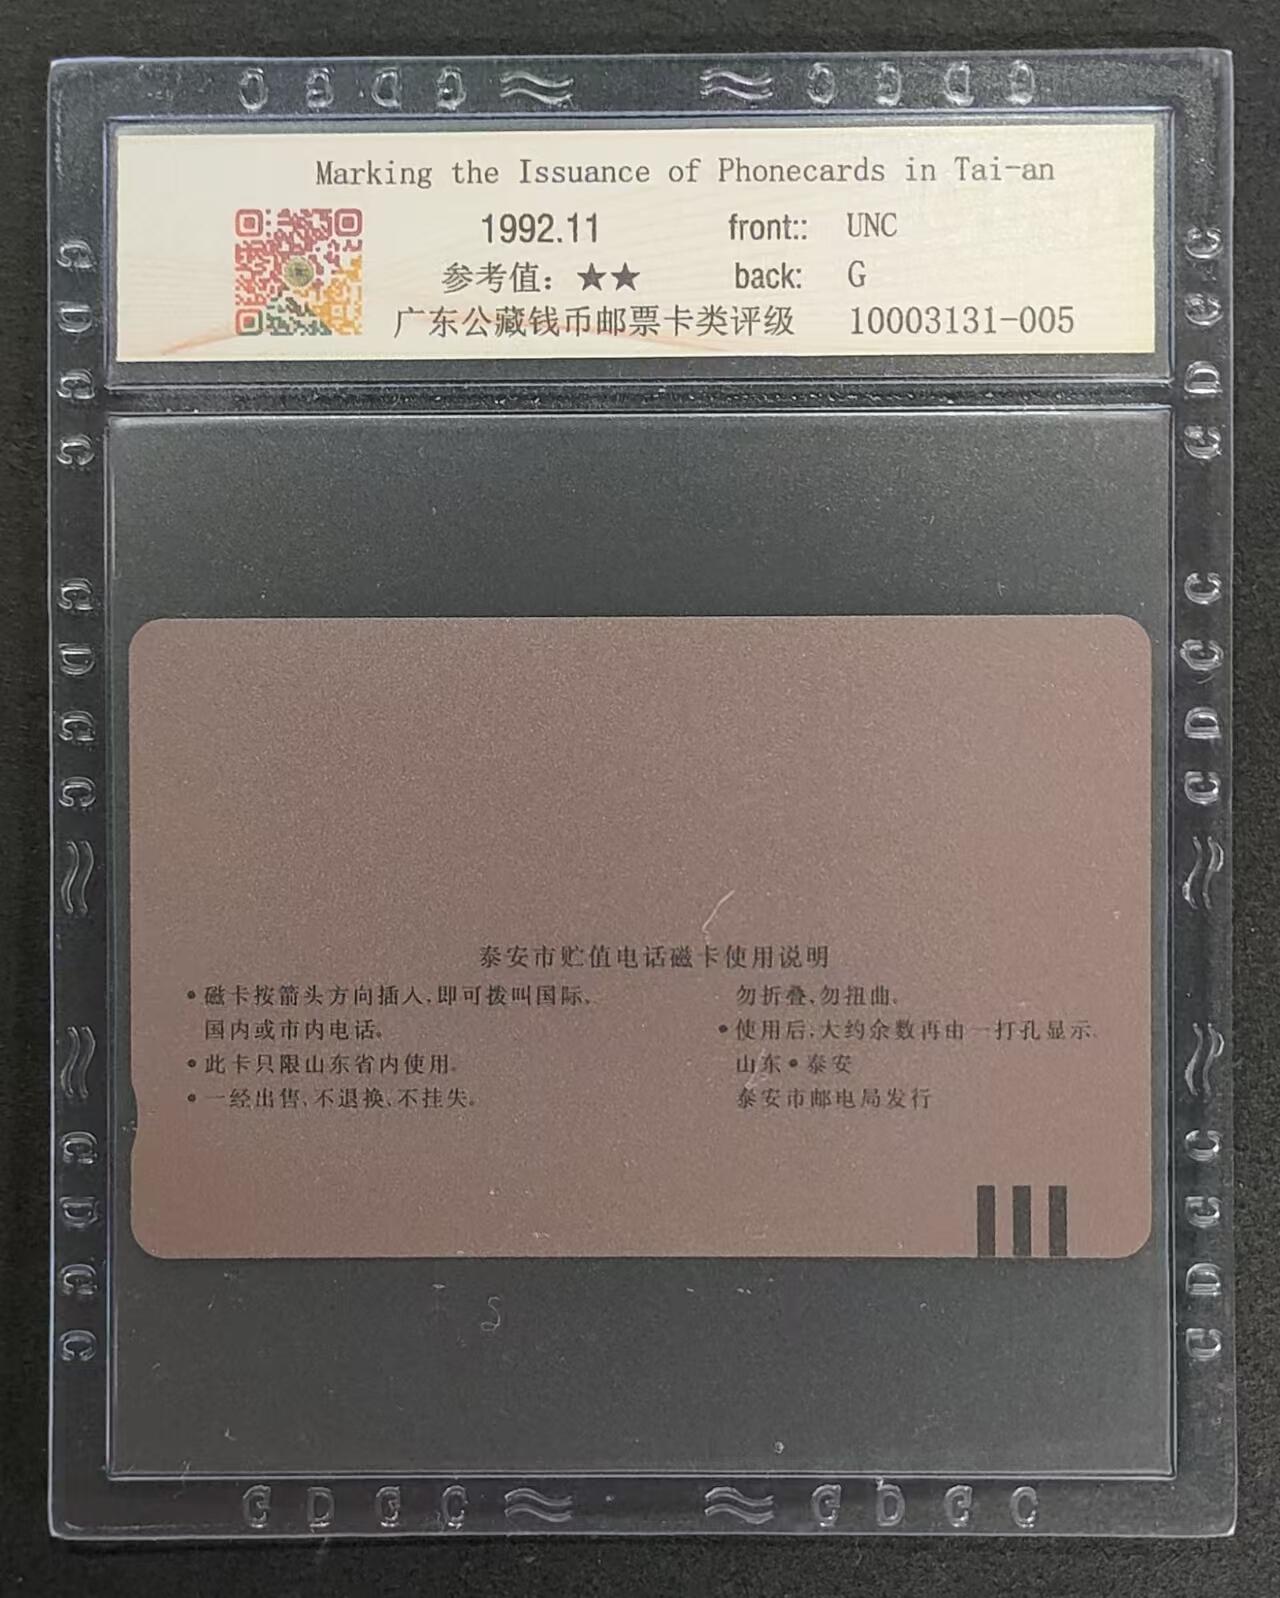 Marking the Issuance of Phonecards in Tai-an
1992.11 front:: UNC
参考值：★★ back: G
广东公藏钱币邮票卡类评级 10003131-005
泰安市贮值电话磁卡使用说明
•磁卡按箭头方向插入,即可拨叫国际、
国内或市内电话。
•此卡只限山东省内使用。
•一经出售,不退换,不挂失。
勿折叠,勿扭曲。
•使用后,大约余数再由一打孔显示。
山东•泰安
泰安市邮电局发行
G D C C
C D C C